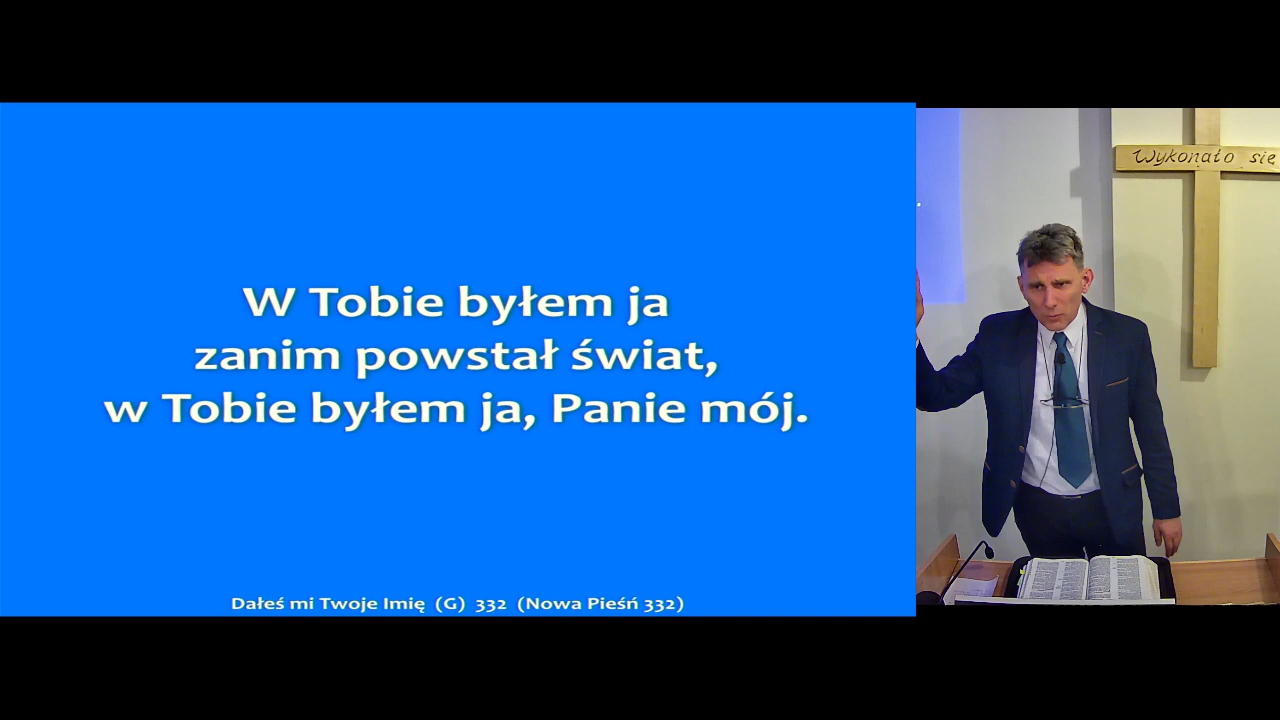 W Tobie byłem ja
zanim powstał świat,
w Tobie byłem ja, Panie mój.
Dałeś mi Twoje Imię (G) 332 (Nowa Pieśń 332)
Wykonało się